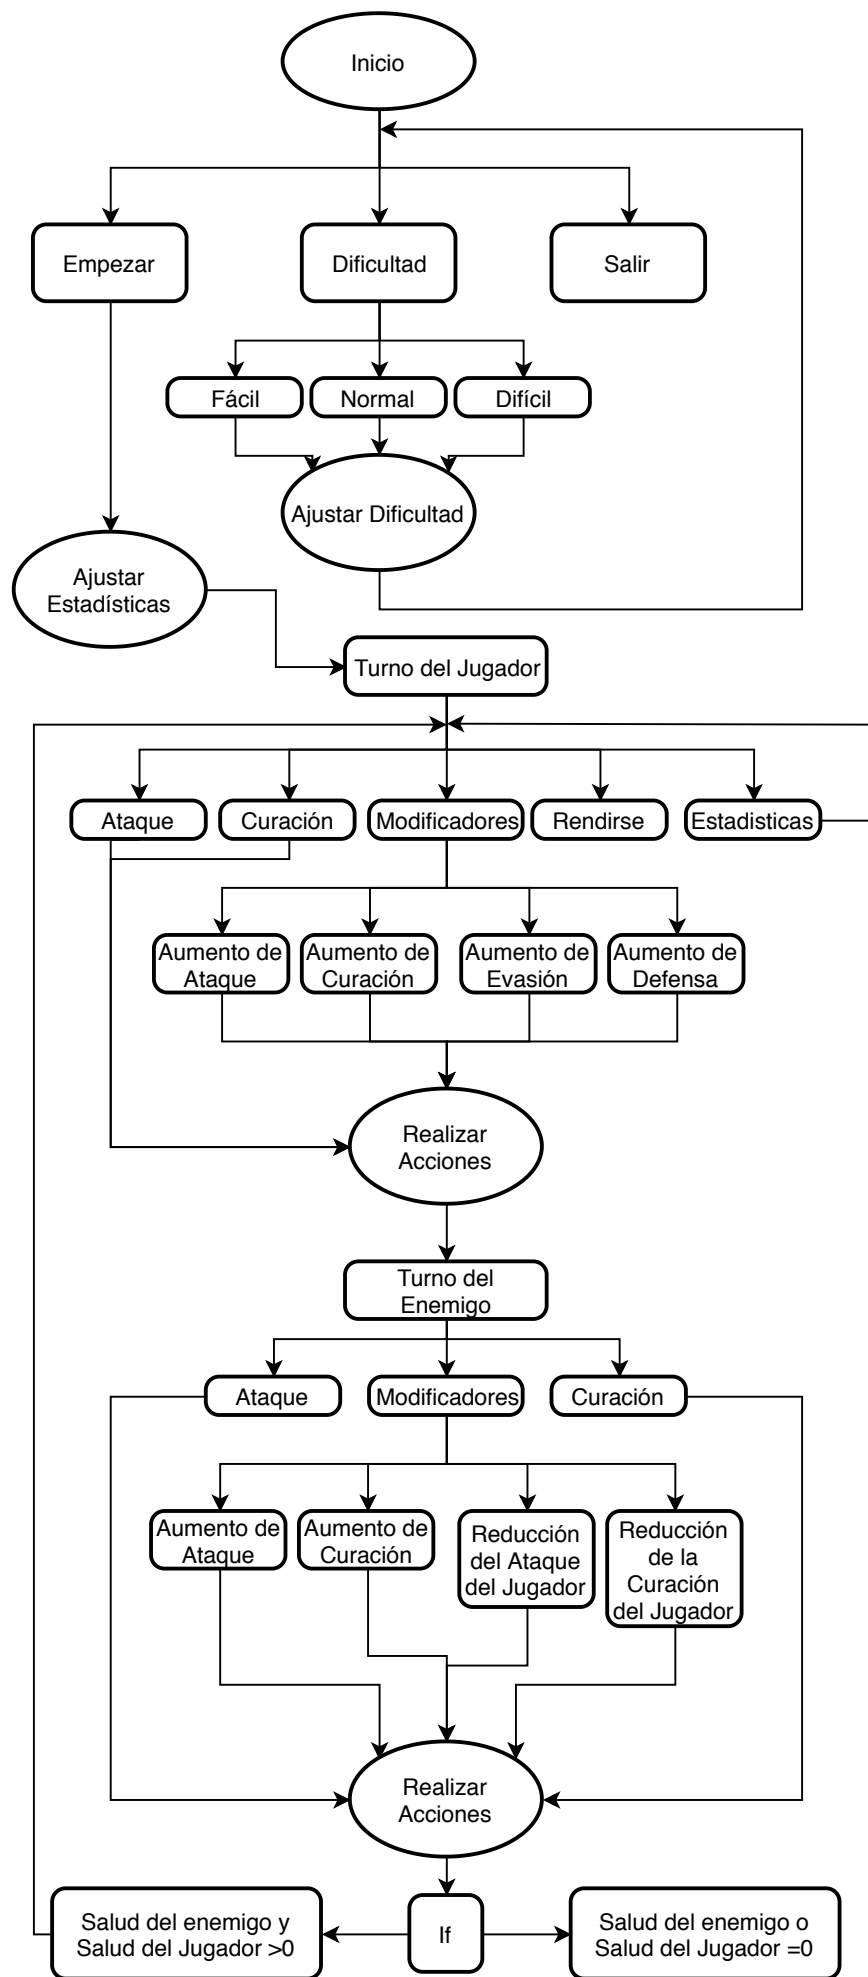 Inicio
Empezar
Dificultad
Salir
Fácil
Normal
Difícil
Ajustar Dificultad
Ajustar
Estadísticas
Turno del Jugador
Ataque
Curación
Modificadores
Rendirse
Estadisticas
Aumento de
Ataque
Aumento de
Curación
Aumento de
Evasión
Aumento de
Defensa
Realizar
Acciones
Turno del
Enemigo
Ataque
Modificadores
Curación
Aumento de
Ataque
Aumento de
Curación
Reducción
del Ataque
del Jugador
Reducción
de la
Curación
del Jugador
Realizar
Acciones
Salud del enemigo y
Salud del Jugador >0
If
Salud del enemigo o
Salud del Jugador =0